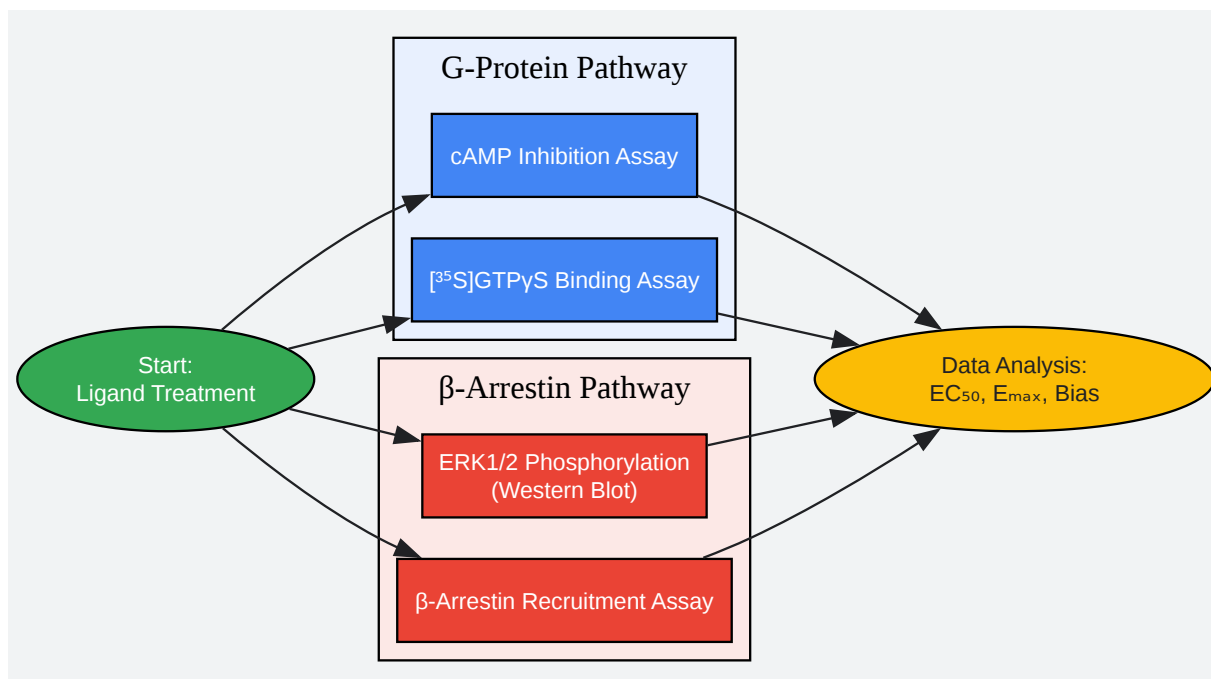 G-Protein Pathway
cAMP Inhibition Assay
[³⁵S]GTPγS Binding Assay
Start:
Ligand Treatment
β-Arrestin Pathway
ERK1/2 Phosphorylation
(Western Blot)
β-Arrestin Recruitment Assay
Data Analysis:
EC₅₀, Eₘₐₓ, Bias